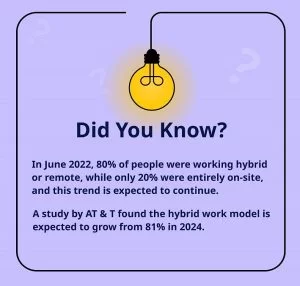 Did You Know?
In June 2022, 80% of people were working hybrid
or remote, while only 20% were entirely on-site,
and this trend is expected to continue.
A study by AT & T found the hybrid work model is
expected to grow from 81% in 2024.